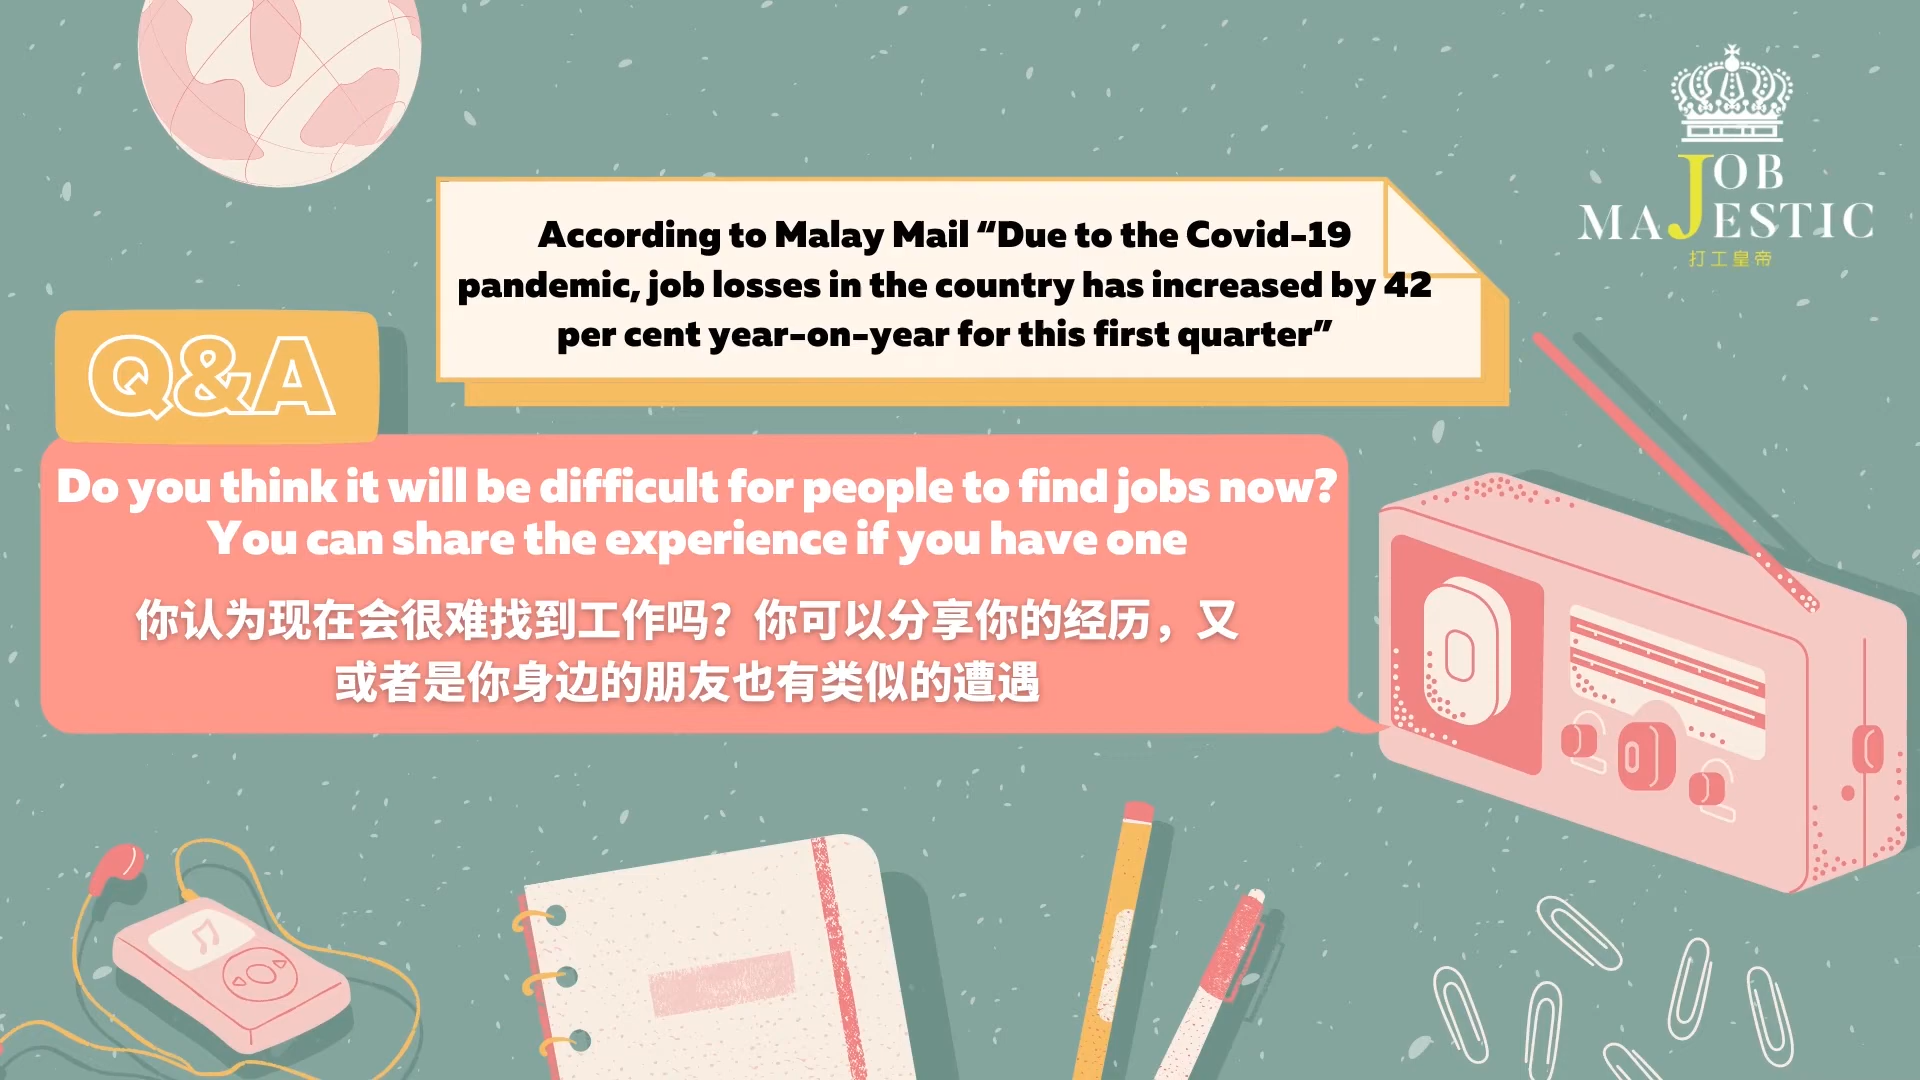 JOB
MAJESTIC
打工皇帝
According to Malay Mail “Due to the Covid-19
pandemic, job losses in the country has increased by 42
per cent year-on-year for this first quarter”
Q&A
Do you think it will be difficult for people to find jobs now?
You can share the experience if you have one
你认为现在会很难找到工作吗？你可以分享你的经历，又
或者是你身边的朋友也有类似的遭遇